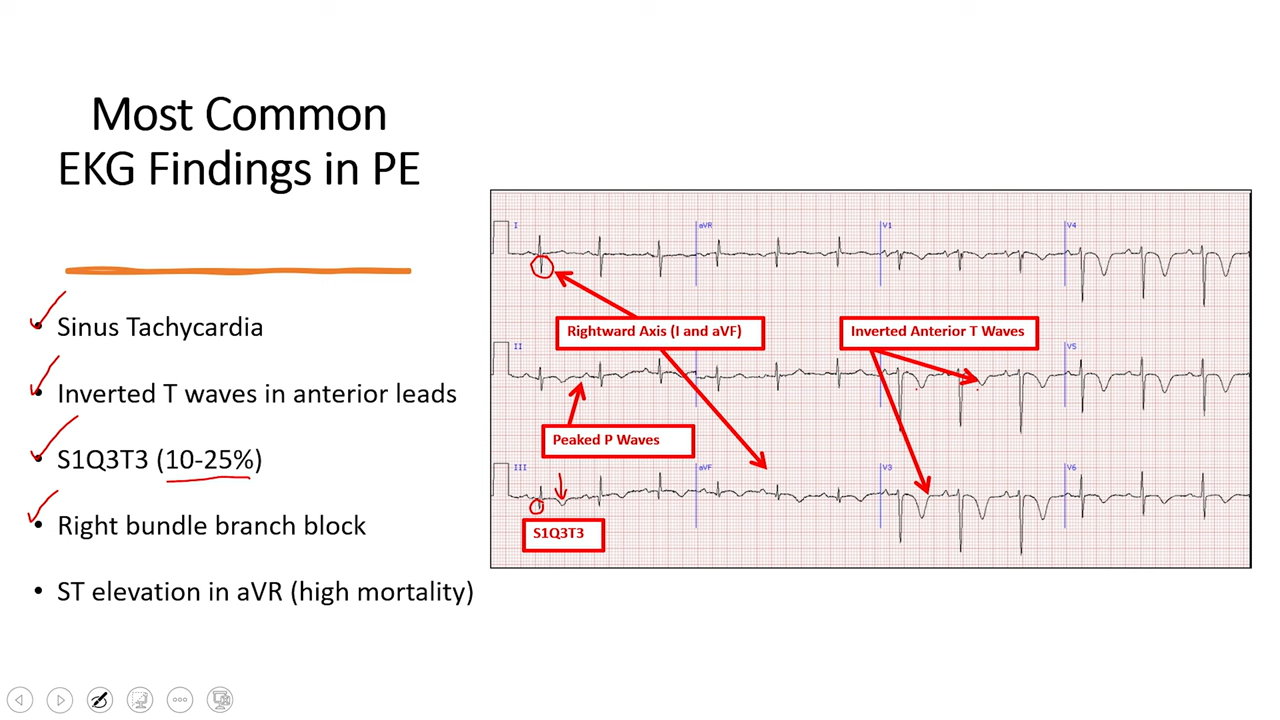 Most Common
EKG Findings in PE
• Sinus Tachycardia
• Inverted T waves in anterior leads
• S1Q3T3 (10-25%)
• Right bundle branch block
• ST elevation in aVR (high mortality)
I
aVR
V1
V4
Rightward Axis (I and aVF)
Inverted Anterior T Waves
II
V5
Peaked P Waves
III
aVF
V3
V6
S1Q3T3